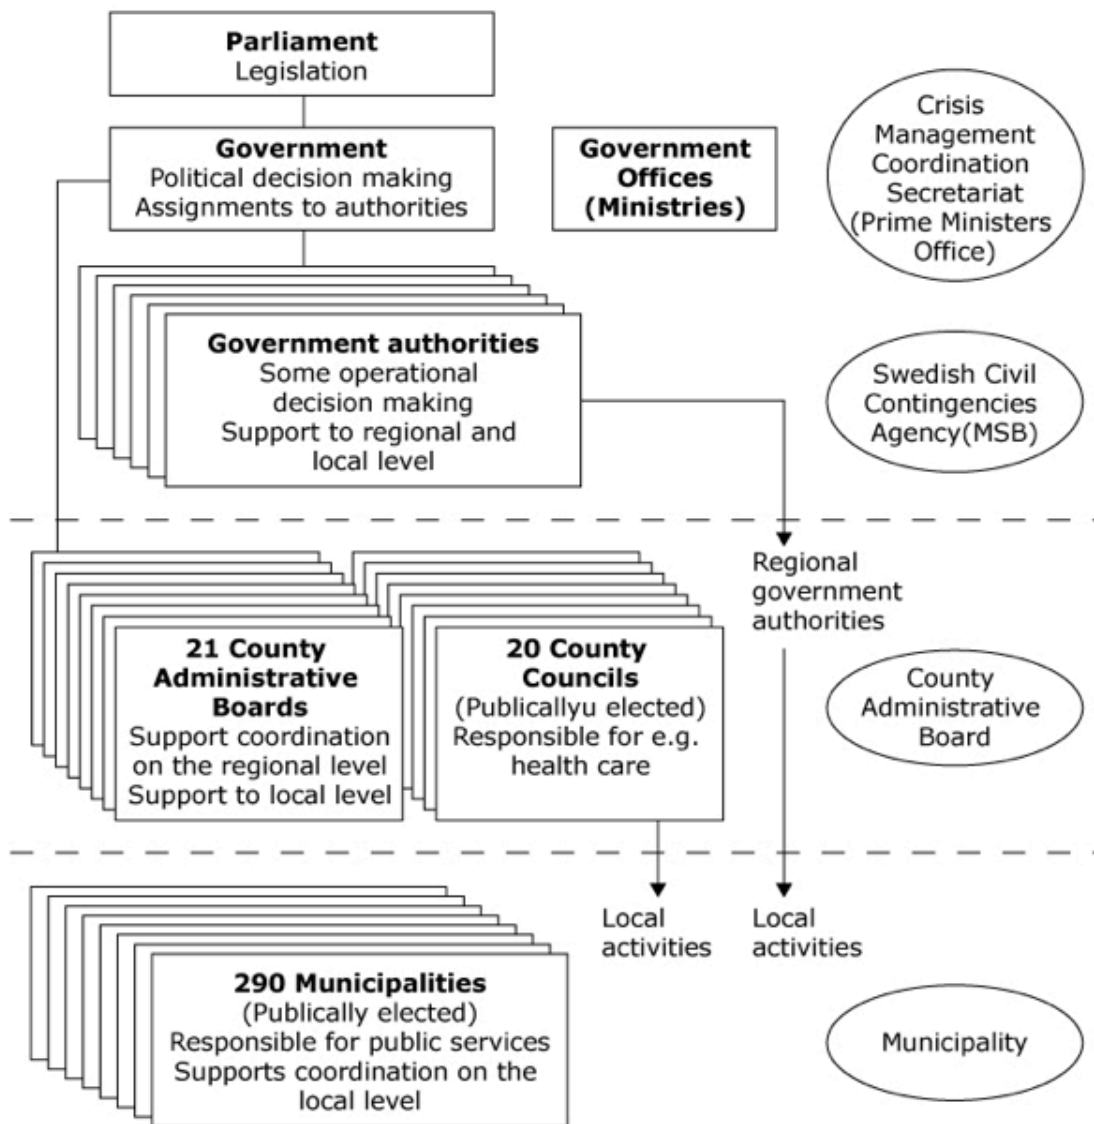 Parliament
Legislation
Government
Political decision making
Assignments to authorities
Government
Offices
(Ministries)
Crisis
Management
Coordination
Secretariat
(Prime Ministers
Office)
Government authorities
Some operational
decision making
Support to regional and
local level
Swedish Civil
Contingencies
Agency(MSB)
21 County
Administrative
Boards
Support coordination
on the regional level
Support to local level
20 County
Councils
(Publicallyu elected)
Responsible for e.g.
health care
Regional
government
authorities
County
Administrative
Board
290 Municipalities
(Publically elected)
Responsible for public services
Supports coordination on the
local level
Local
activities
Local
activities
Municipality